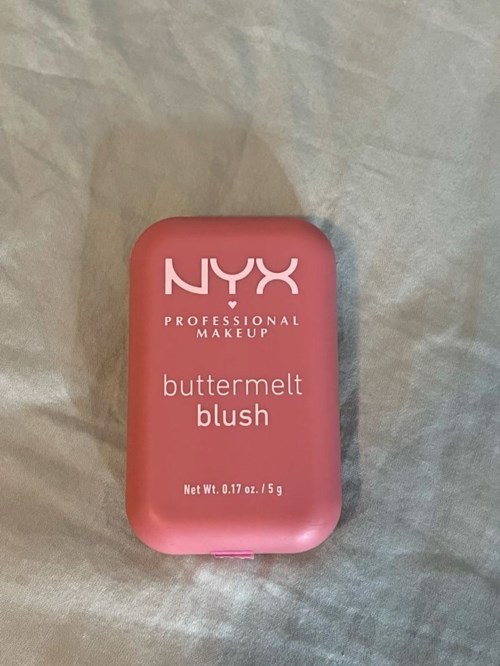 NYX
PROFESSIONAL
MAKEUP
buttermelt
blush
Net Wt. 0.17 oz. / 5 g